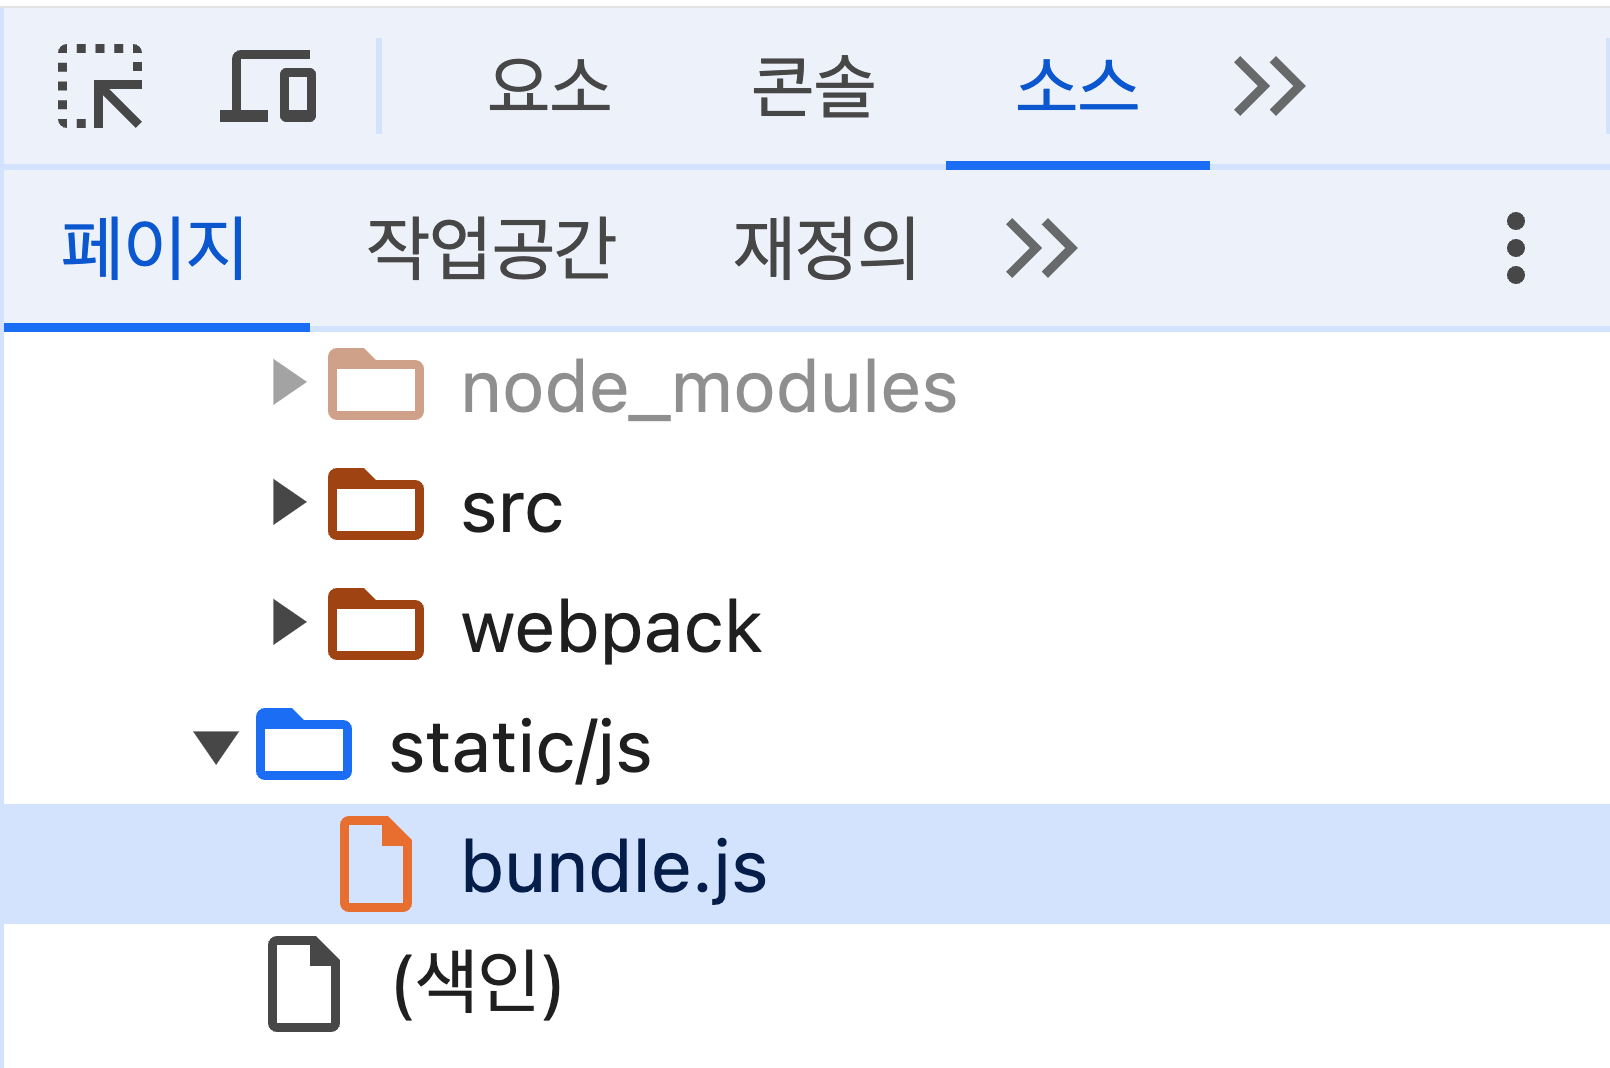 요소 콘솔 소스
페이지 작업공간 재정의
node_modules
src
webpack
static/js
bundle.js
(색인)